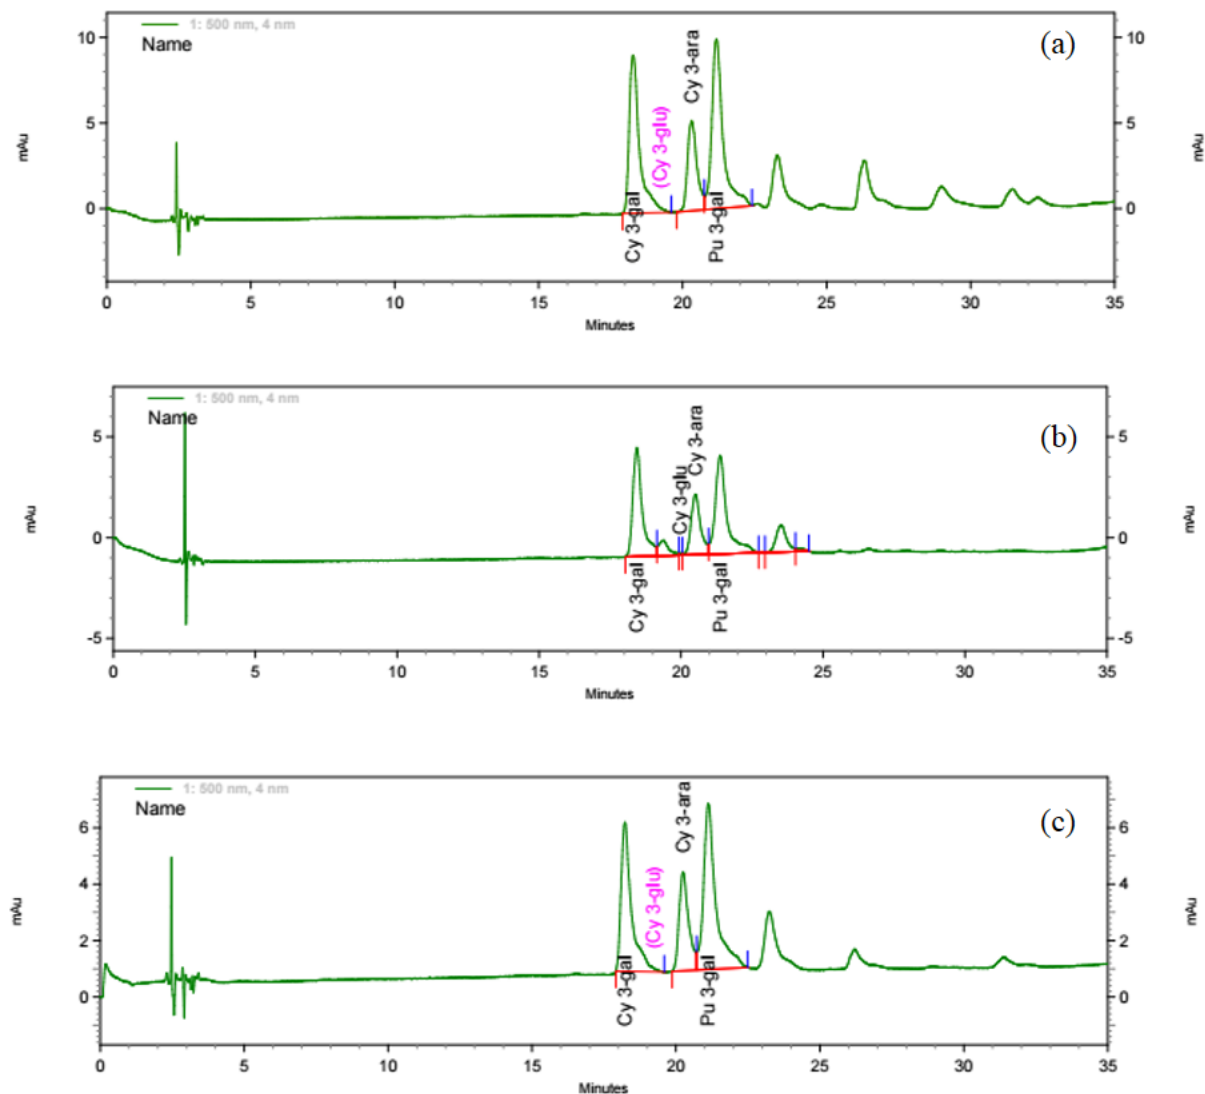 1: 500 nm, 4 nm
Name
(a)
mAu
mAu
10
5
0
10
5
0
Cy 3-gal
(Cy 3-glu)
Cy 3-ara
Pu 3-gal
0 5 10 15 20 25 30 35
Minutes
1: 500 nm, 4 nm
Name
(b)
mAu
mAu
5
0
-5
5
0
-5
Cy 3-gal
Cy 3-glu
Cy 3-ara
Pu 3-gal
0 5 10 15 20 25 30 35
Minutes
1: 500 nm, 4 nm
Name
(c)
mAu
mAu
6
4
2
0
6
4
2
0
Cy 3-gal
(Cy 3-glu)
Cy 3-ara
Pu 3-gal
0 5 10 15 20 25 30 35
Minutes